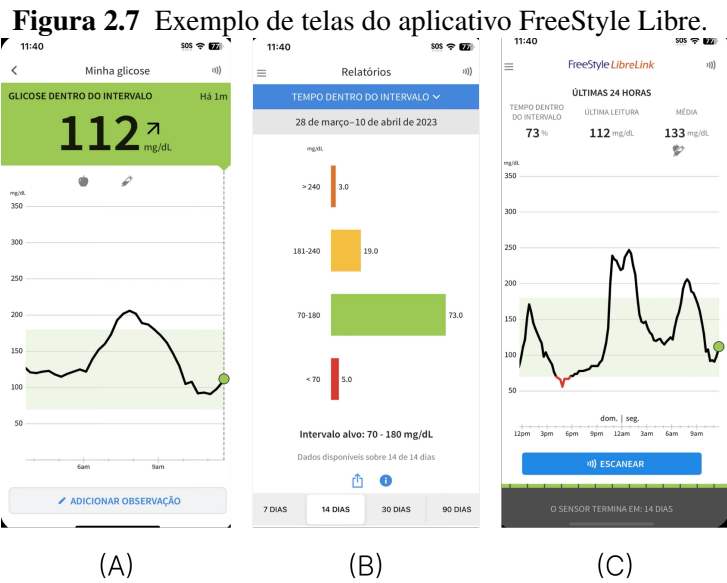 Figura 2.7 Exemplo de telas do aplicativo FreeStyle Libre.
11:40 SOS 77
Minha glicose
GLICOSE DENTRO DO INTERVALO Há 1m
112 mg/dL
mg/dL
350
300
250
200
150
100
50
6am 9am
ADICIONAR OBSERVAÇÃO
(A)
11:40 SOS 77
Relatórios
TEMPO DENTRO DO INTERVALO
28 de março–10 de abril de 2023
mg/dL
> 240 3.0
181-240 19.0
70-180 73.0
< 70 5.0
Intervalo alvo: 70 - 180 mg/dL
Dados disponíveis sobre 14 de 14 dias
7 DIAS 14 DIAS 30 DIAS 90 DIAS
(B)
11:40 SOS 77
FreeStyle LibreLink
ÚLTIMAS 24 HORAS
TEMPO DENTRO DO INTERVALO
73 %
ÚLTIMA LEITURA
112 mg/dL
MÉDIA
133 mg/dL
mg/dL
350
300
250
200
150
100
50
dom. | seg.
12pm 3pm 6pm 9pm 12am 3am 6am 9am
ESCANEAR
O SENSOR TERMINA EM: 14 DIAS
(C)